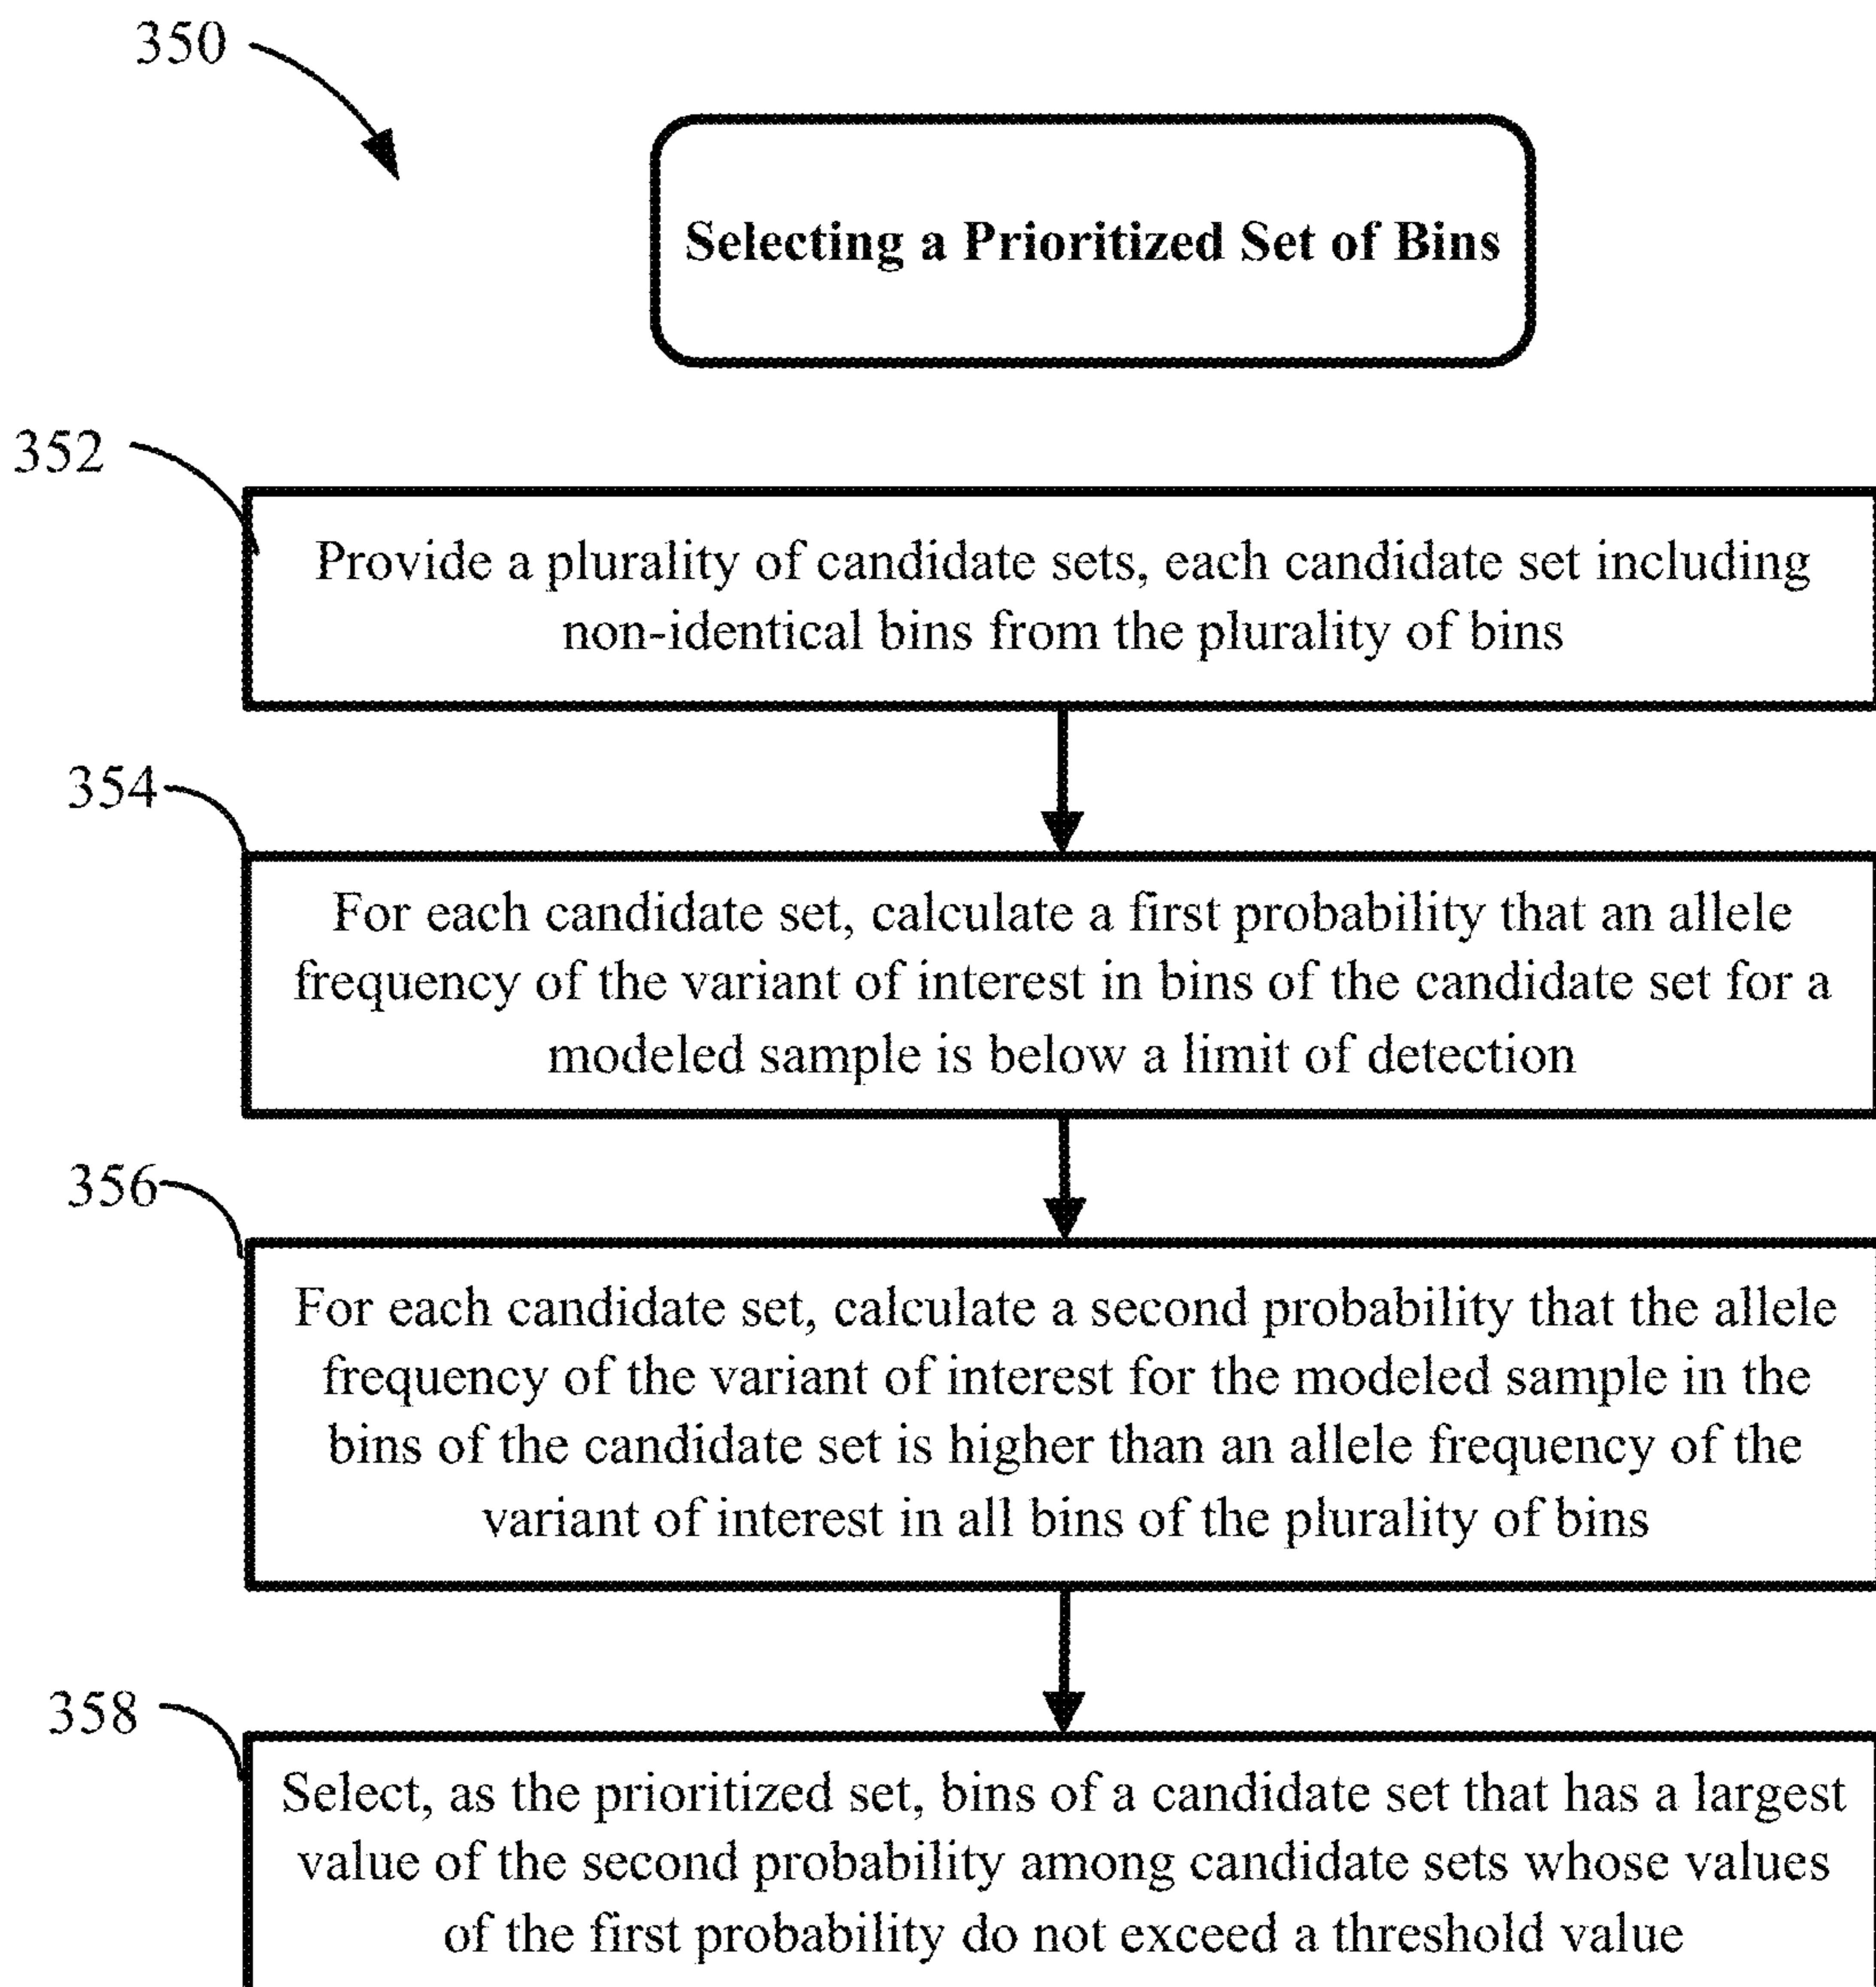 350
Selecting a Prioritized Set of Bins
352
Provide a plurality of candidate sets, each candidate set including
non-identical bins from the plurality of bins
354
For each candidate set, calculate a first probability that an allele
frequency of the variant of interest in bins of the candidate set for a
modeled sample is below a limit of detection
356
For each candidate set, calculate a second probability that the allele
frequency of the variant of interest for the modeled sample in the
bins of the candidate set is higher than an allele frequency of the
variant of interest in all bins of the plurality of bins
358
Select, as the prioritized set, bins of a candidate set that has a largest
value of the second probability among candidate sets whose values
of the first probability do not exceed a threshold value